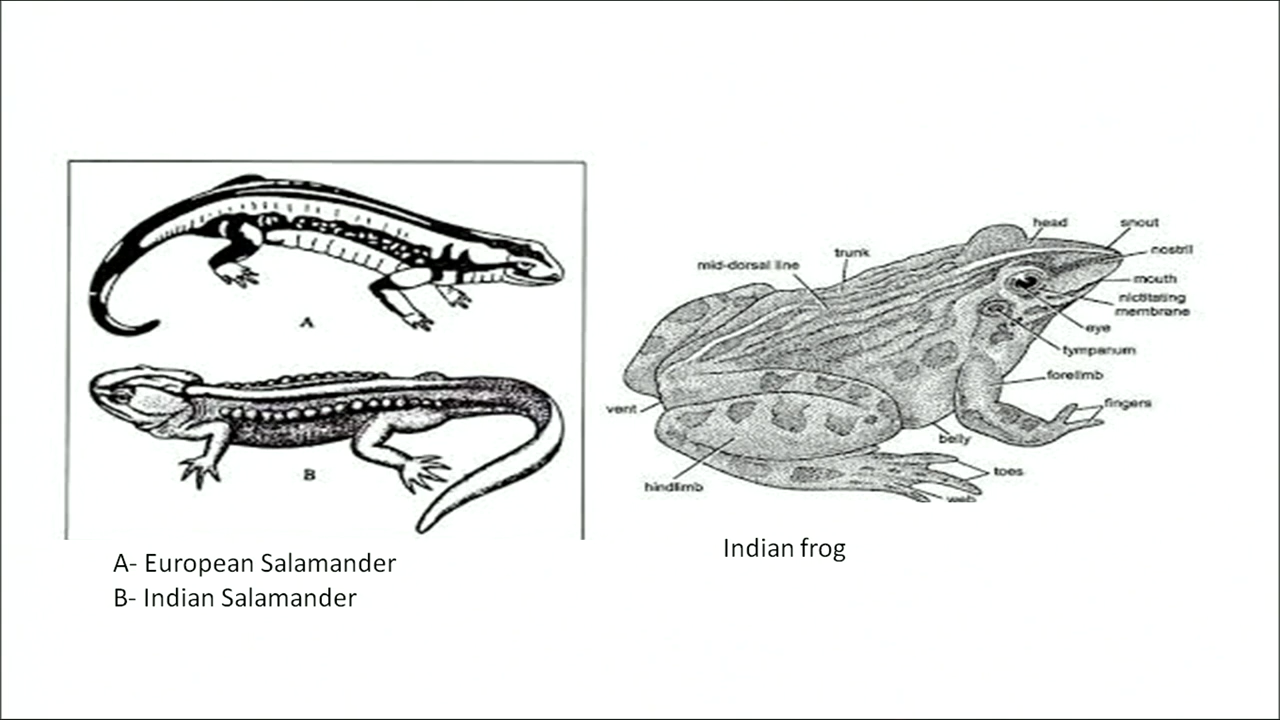 A
B
A- European Salamander
B- Indian Salamander
head
snout
nostril
trunk
mid-dorsal line
mouth
nictitating
membrane
eye
tympanum
forelimb
fingers
vent
belly
toes
hindlimb
web
Indian frog